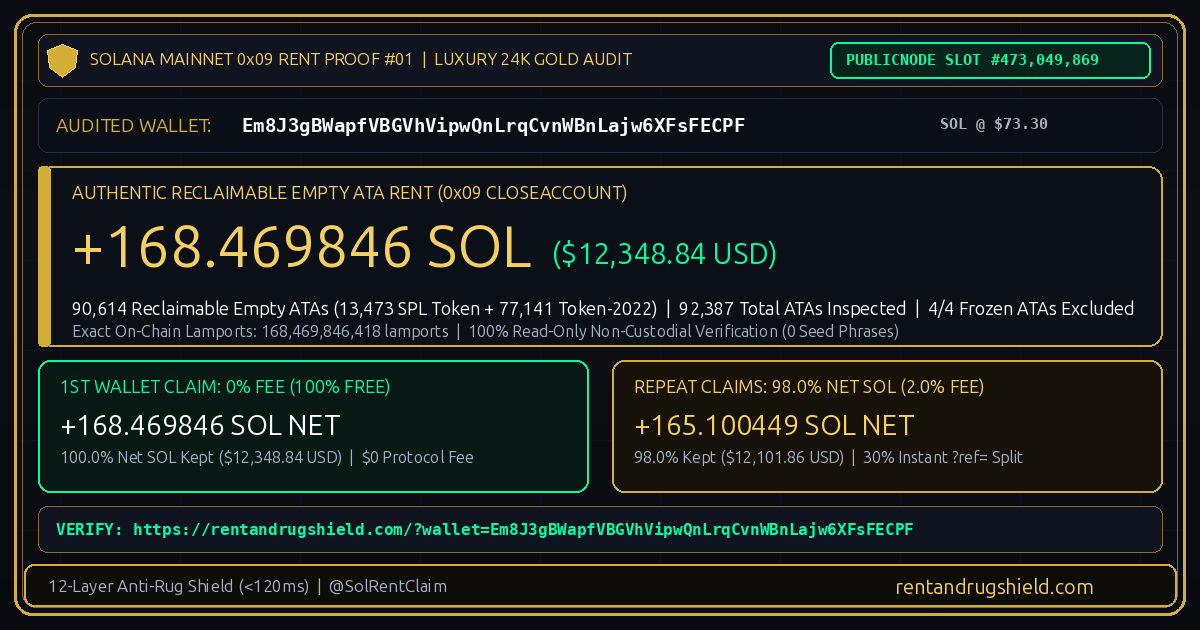 SOLANA MAINNET 0x09 RENT PROOF #01 | LUXURY 24K GOLD AUDIT
PUBLICNODE SLOT #473,049,869
AUDITED WALLET: Em8J3gBWapfVBGVhVipwQnLrqCvnWBnLajw6XFsFECPF
SOL @ $73.30
AUTHENTIC RECLAIMABLE EMPTY ATA RENT (0x09 CLOSEACCOUNT)
+168.469846 SOL ($12,348.84 USD)
90,614 Reclaimable Empty ATAs (13,473 SPL Token + 77,141 Token-2022) | 92,387 Total ATAs Inspected | 4/4 Frozen ATAs Excluded
Exact On-Chain Lamports: 168,469,846,418 lamports | 100% Read-Only Non-Custodial Verification (0 Seed Phrases)
1ST WALLET CLAIM: 0% FEE (100% FREE)
+168.469846 SOL NET
100.0% Net SOL Kept ($12,348.84 USD) | $0 Protocol Fee
REPEAT CLAIMS: 98.0% NET SOL (2.0% FEE)
+165.100449 SOL NET
98.0% Kept ($12,101.86 USD) | 30% Instant ?ref= Split
VERIFY: https://rentandrugshield.com/?wallet=Em8J3gBWapfVBGVhVipwQnLrqCvnWBnLajw6XFsFECPF
12-Layer Anti-Rug Shield (<120ms) | @SolRentClaim
rentandrugshield.com